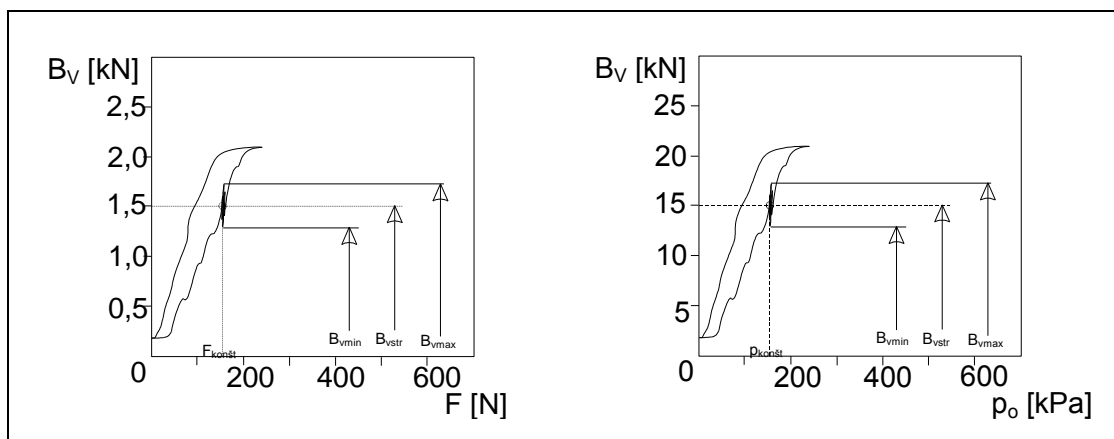 B_V [kN]
2,5
2,0
1,5
1,0
0,5
0 200 400 600
F_konšt
B_vmin B_vstr B_vmax
F [N]
B_V [kN]
25
20
15
10
5
0 200 400 600
p_konšt
B_vmin B_vstr B_vmax
p_o [kPa]